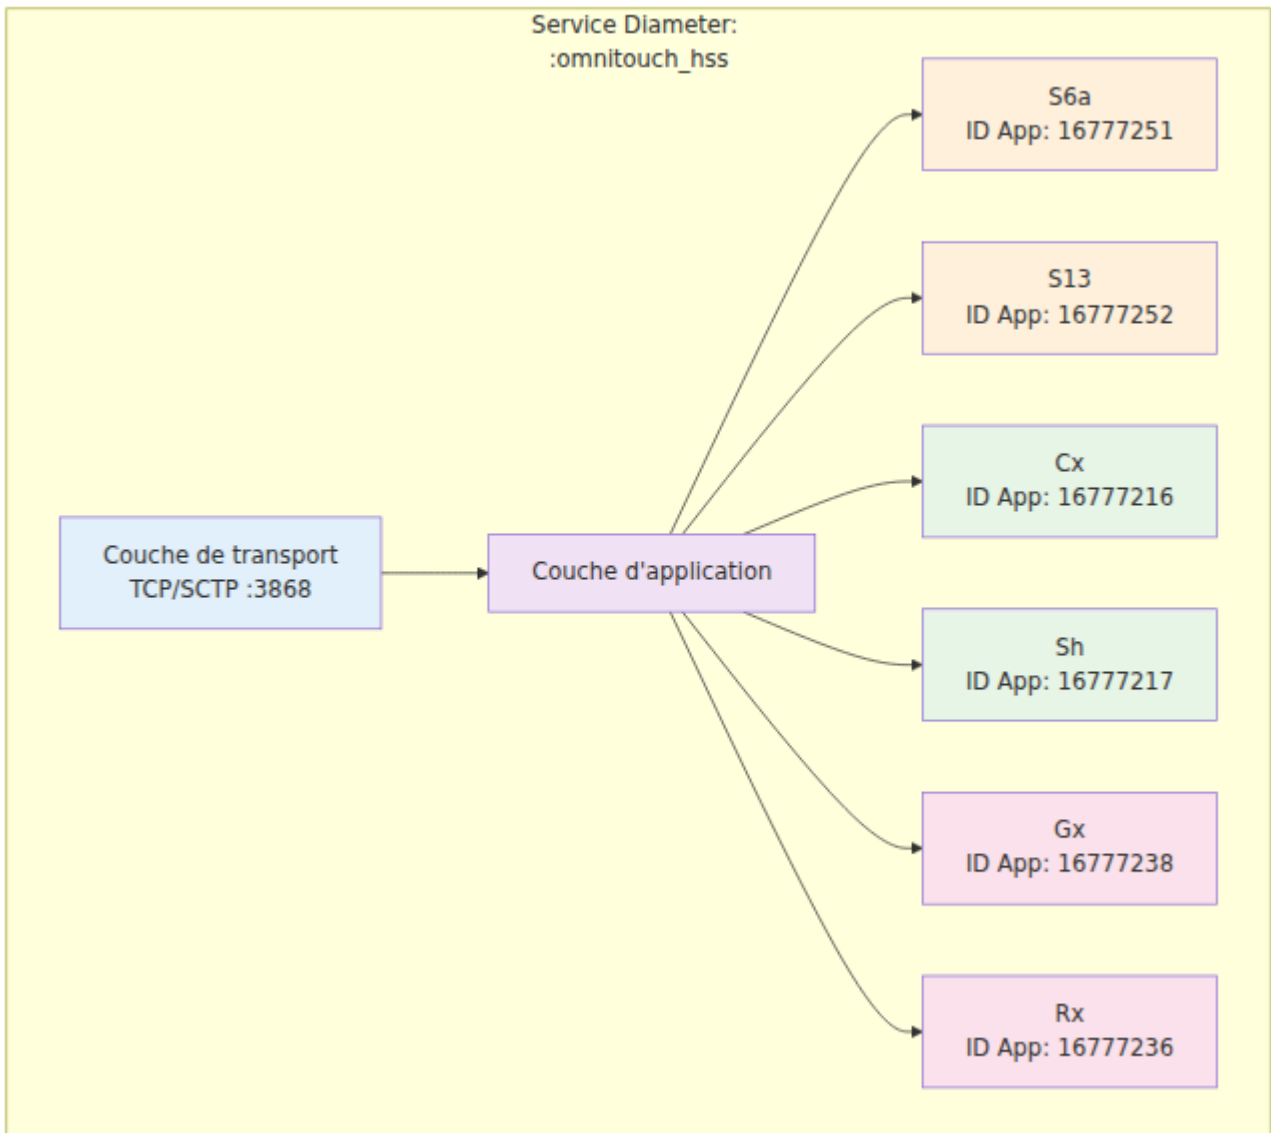 Service Diameter:
:omnitouch_hss
S6a
ID App: 16777251
S13
ID App: 16777252
Cx
ID App: 16777216
Couche de transport
TCP/SCTP :3868
Couche d'application
Sh
ID App: 16777217
Gx
ID App: 16777238
Rx
ID App: 16777236